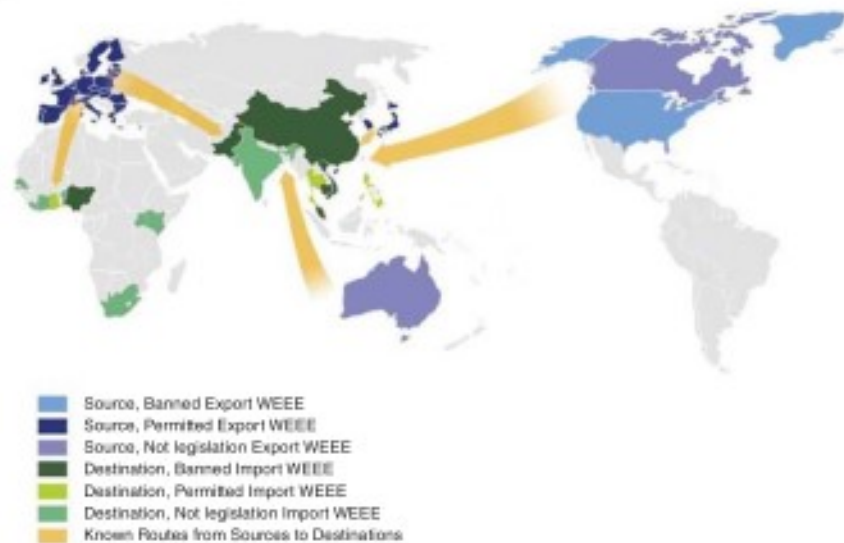 Source, Banned Export WEEE
Source, Permitted Export WEEE
Source, Not legislation Export WEEE
Destination, Banned Import WEEE
Destination, Permitted Import WEEE
Destination, Not legislation Import WEEE
Known Routes from Sources to Destinations